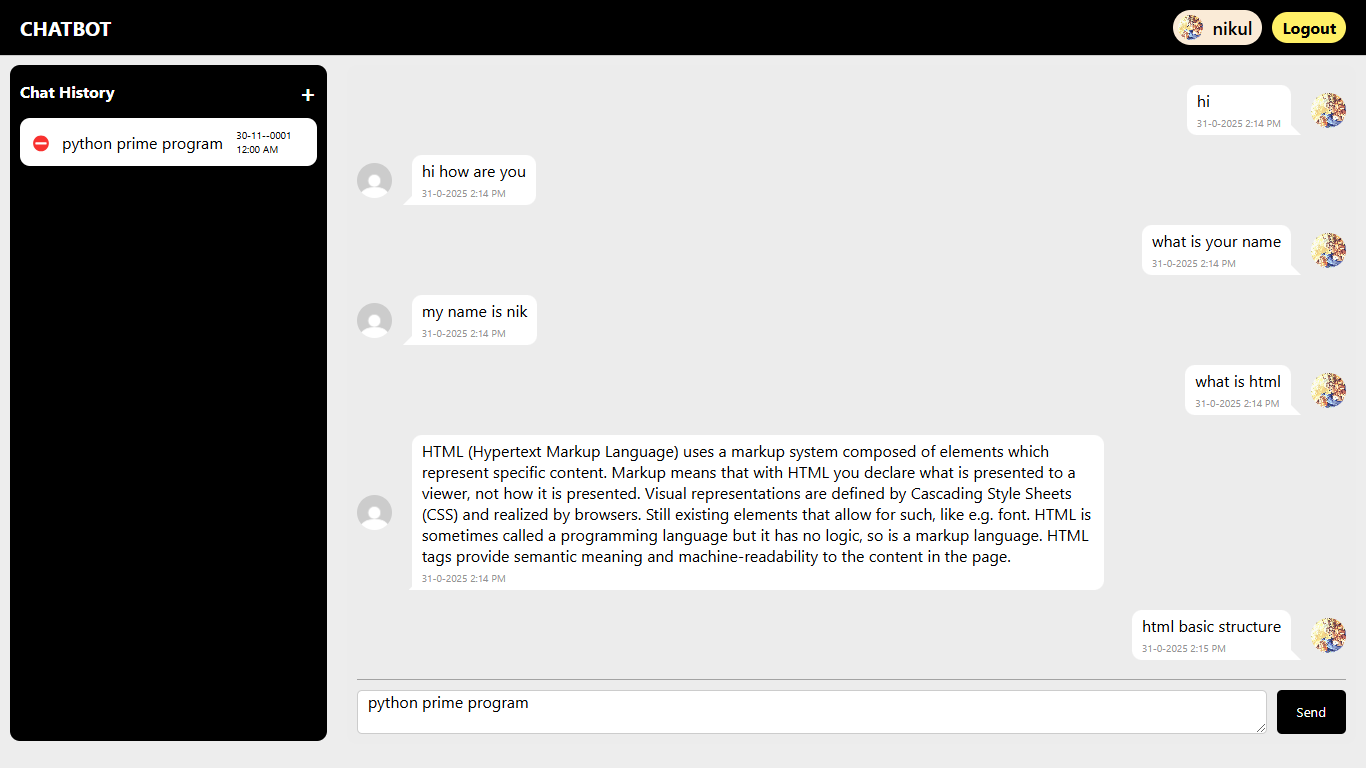 CHATBOT
nikul
Logout
Chat History
+
python prime program
30-11--0001
12:00 AM
hi
31-0-2025 2:14 PM
hi how are you
31-0-2025 2:14 PM
what is your name
31-0-2025 2:14 PM
my name is nik
31-0-2025 2:14 PM
what is html
31-0-2025 2:14 PM
HTML (Hypertext Markup Language) uses a markup system composed of elements which
represent specific content. Markup means that with HTML you declare what is presented to a
viewer, not how it is presented. Visual representations are defined by Cascading Style Sheets
(CSS) and realized by browsers. Still existing elements that allow for such, like e.g. font. HTML is
sometimes called a programming language but it has no logic, so is a markup language. HTML
tags provide semantic meaning and machine-readability to the content in the page.
31-0-2025 2:14 PM
html basic structure
31-0-2025 2:15 PM
python prime program
Send